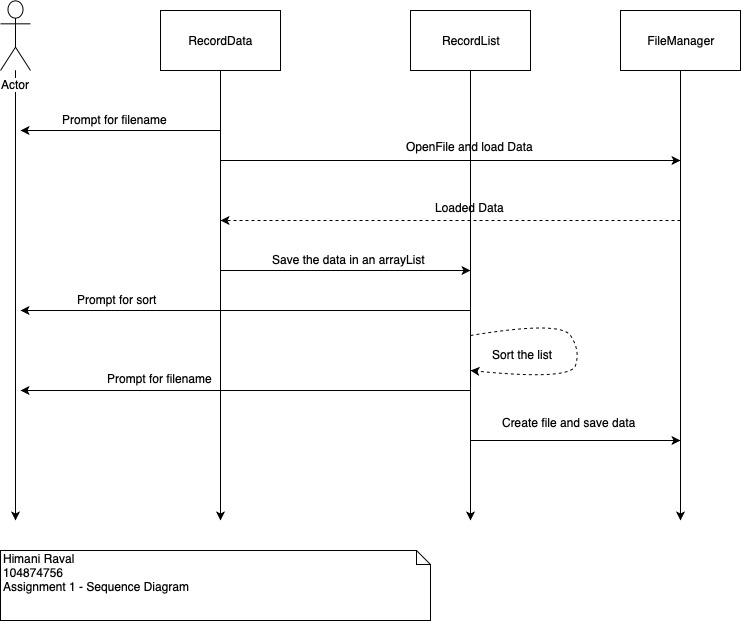 RecordData
RecordList
FileManager
Actor
Prompt for filename
OpenFile and load Data
Loaded Data
Save the data in an arrayList
Prompt for sort
Sort the list
Prompt for filename
Create file and save data
Himani Raval
104874756
Assignment 1 - Sequence Diagram